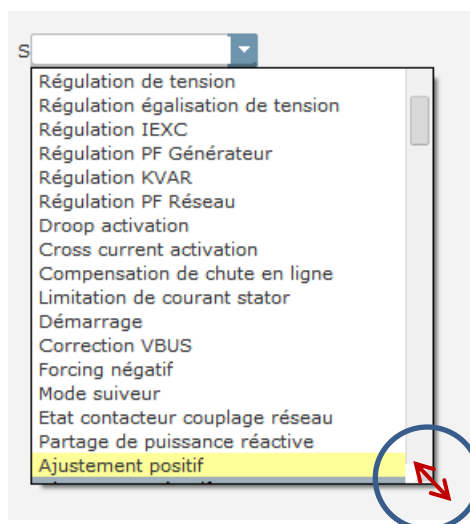 S
Régulation de tension
Régulation égalisation de tension
Régulation IEXC
Régulation PF Générateur
Régulation KVAR
Régulation PF Réseau
Droop activation
Cross current activation
Compensation de chute en ligne
Limitation de courant stator
Démarrage
Correction VBUS
Forcing négatif
Mode suiveur
Etat contacteur couplage réseau
Partage de puissance réactive
Ajustement positif